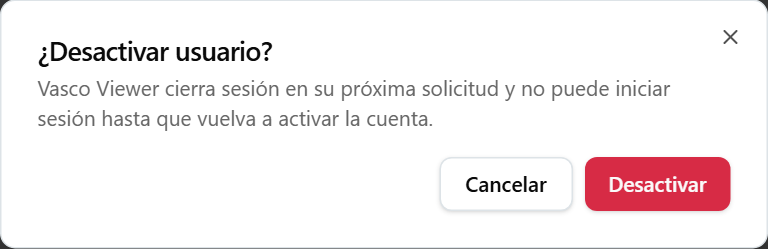 ¿Desactivar usuario?
Vasco Viewer cierra sesión en su próxima solicitud y no puede iniciar
sesión hasta que vuelva a activar la cuenta.
Cancelar
Desactivar